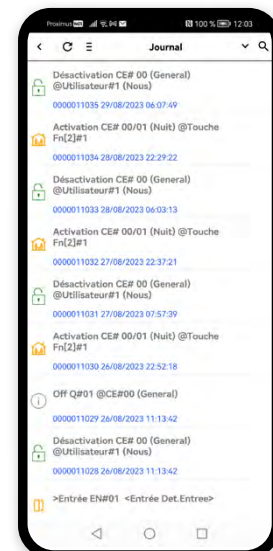 Proximus 100 % 12:03
Journal
Désactivation CE# 00 (General)
@Utilisateur#1 (Nous)
0000011035 29/08/2023 06:07:49
Activation CE# 00/01 (Nuit) @Touche
Fn[2]#1
0000011034 28/08/2023 22:29:22
Désactivation CE# 00 (General)
@Utilisateur#1 (Nous)
0000011033 28/08/2023 06:03:13
Activation CE# 00/01 (Nuit) @Touche
Fn[2]#1
0000011032 27/08/2023 22:37:21
Désactivation CE# 00 (General)
@Utilisateur#1 (Nous)
0000011031 27/08/2023 07:57:39
Activation CE# 00/01 (Nuit) @Touche
Fn[2]#1
0000011030 26/08/2023 22:52:18
Off Q#01 @CE#00 (General)
0000011029 26/08/2023 11:13:42
Désactivation CE# 00 (General)
@Utilisateur#1 (Nous)
0000011028 26/08/2023 11:13:42
>Entrée EN#01 <Entrée Det.Entree>